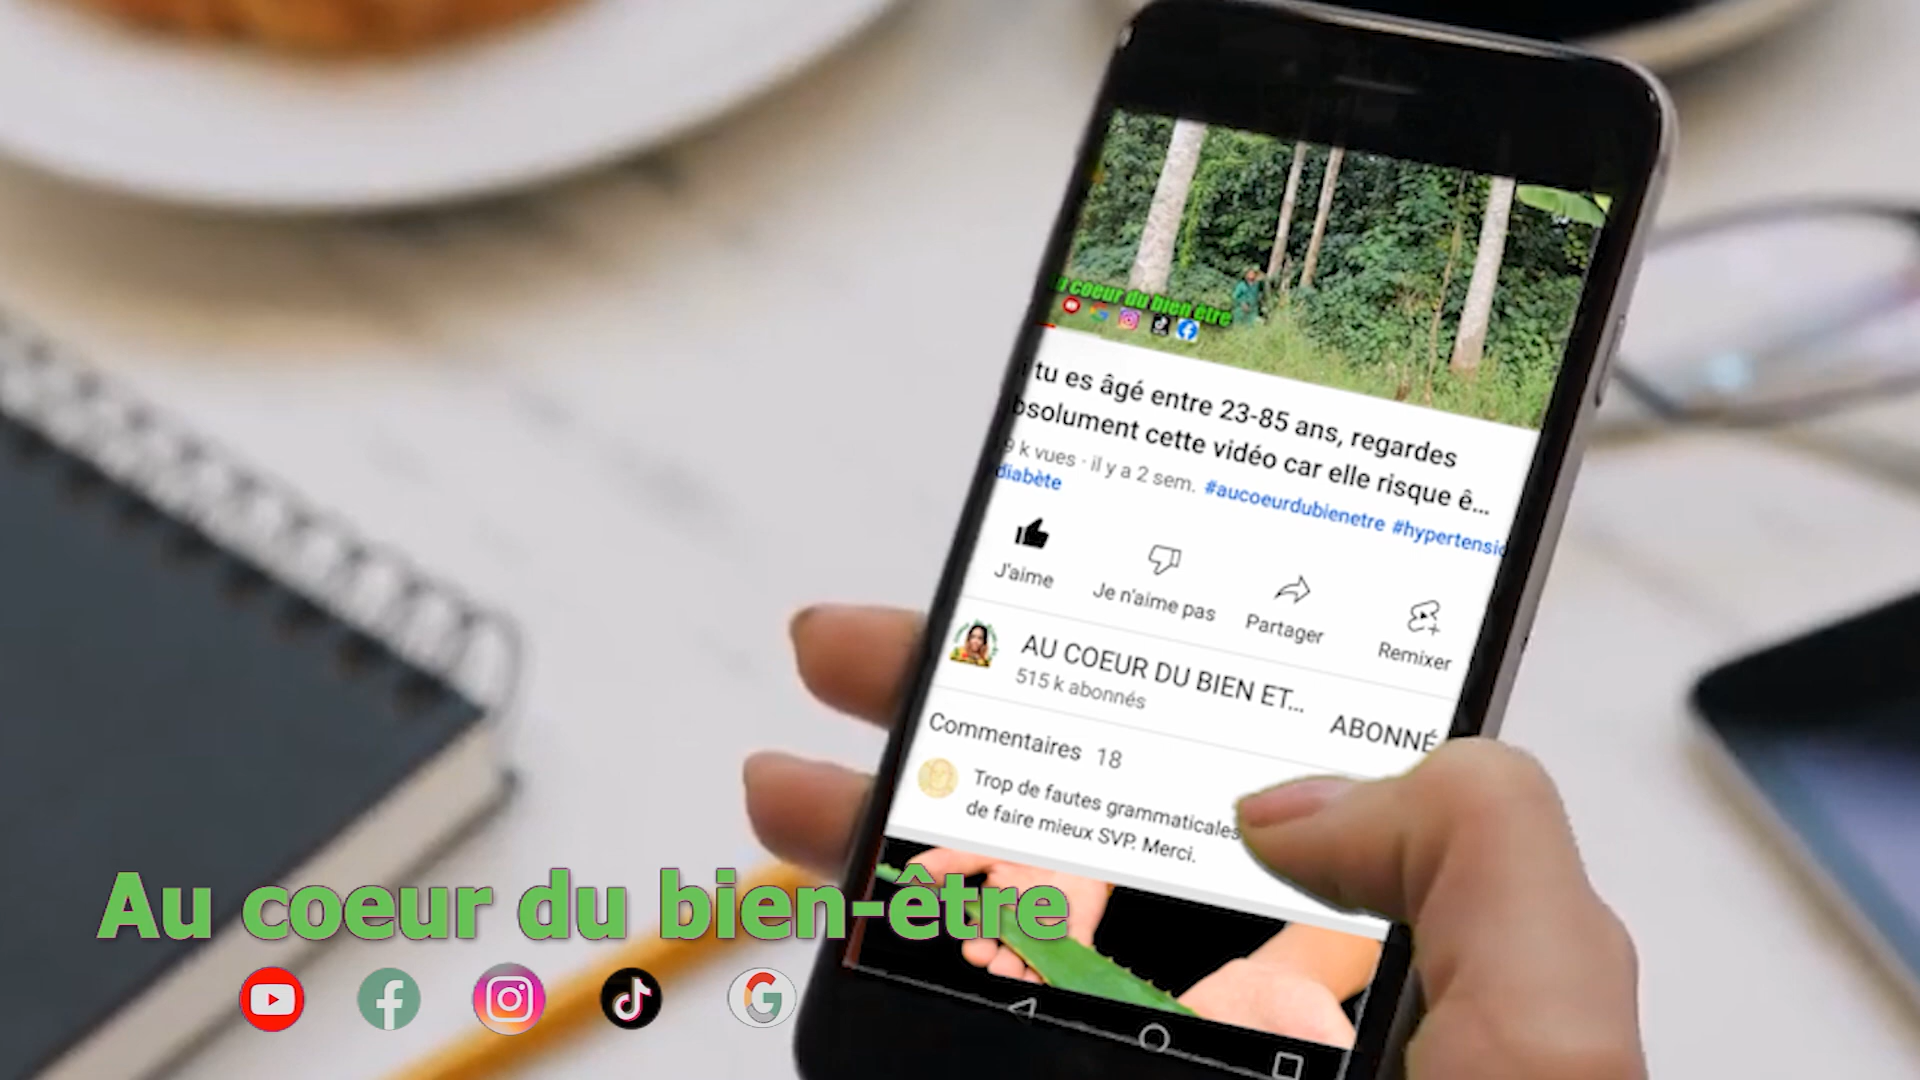 coeur du bien être
tu es âgé entre 23-85 ans, regardes
cette vidéo car elle risque ê...
k vues · il y a 2 sem. #aucoeurdubienetre
diabète
J'aime
Je n'aime pas
Partager
Remixer
AU COEUR DU BIEN ET...
515 k abonnés
ABONNÉ
Commentaires 18
Trop de fautes grammaticales
de faire mieux SVP. Merci.
Au coeur du bien-être